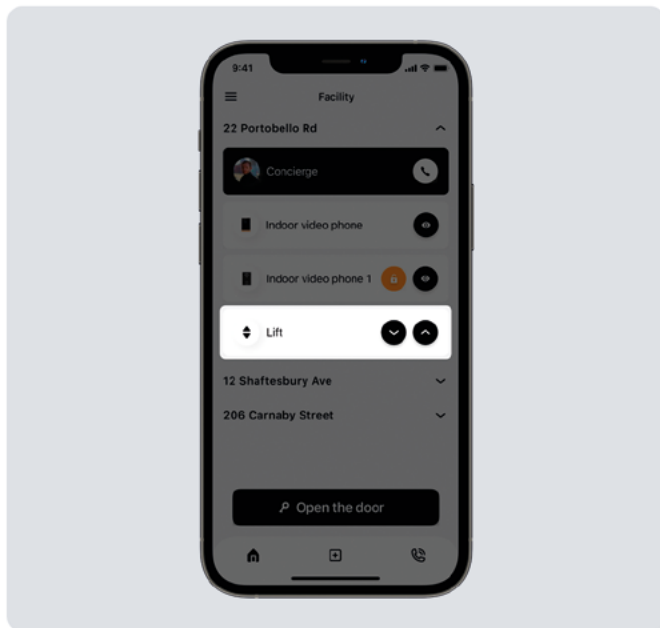 9:41
Facility
22 Portobello Rd
Concierge
Indoor video phone
Indoor video phone 1
Lift
12 Shaftesbury Ave
206 Carnaby Street
Open the door